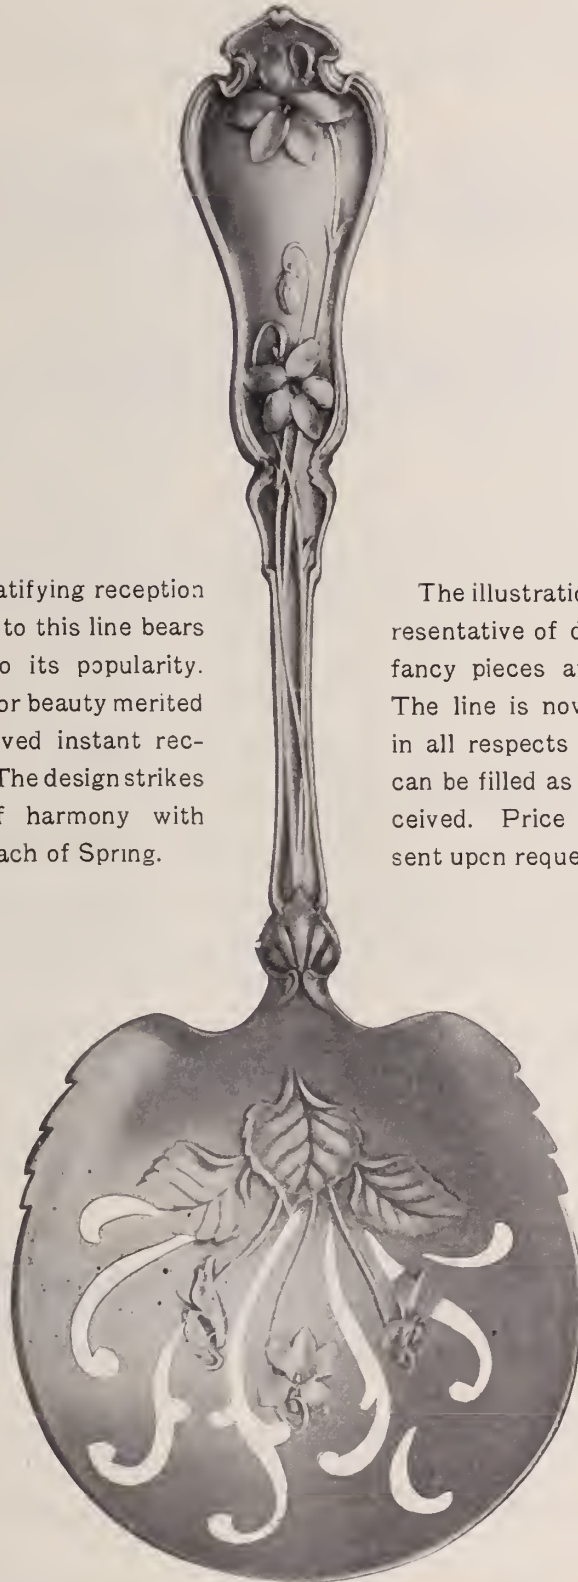 atifying reception
to this line bears
o its popularity.
or beauty merited
ved instant rec-
The design strikes
f harmony with
ach of Spring.
The illustratio
resentative of d
fancy pieces a
The line is nov
in all respects
can be filled as
ceived. Price
sent upon reque